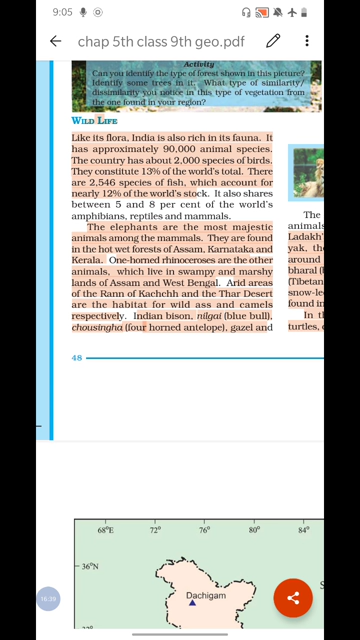 9:05
chap 5th class 9th geo.pdf
Activity
Can you identify the type of forest shown in this picture?
Identify some trees in it. What type of similarity/
dissimilarity you notice in this type of vegetation from
the one found in your region?
WILD LIFE
Like its flora, India is also rich in its fauna. It
has approximately 90,000 animal species.
The country has about 2,000 species of birds.
They constitute 13% of the world's total. There
are 2,546 species of fish, which account for
nearly 12% of the world's stock. It also shares
between 5 and 8 per cent of the world's
amphibians, reptiles and mammals.
The elephants are the most majestic
animals among the mammals. They are found
in the hot wet forests of Assam, Karnataka and
Kerala. One-horned rhinoceroses are the other
animals, which live in swampy and marshy
lands of Assam and West Bengal. Arid areas
of the Rann of Kachchh and the Thar Desert
are the habitat for wild ass and camels
respectively. Indian bison, nilgai (blue bull),
chousingha (four horned antelope), gazel and
The
animals
Ladakh'
yak, the
around
bharal (b
(Tibetan
snow-leo
found in
In th
turtles, c
48
68°E 72° 76° 80° 84°
36°N
Dachigam
S
32°
16:39